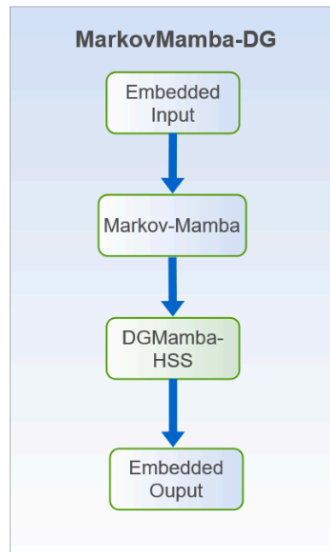 MarkovMamba-DG
Embedded
Input
Markov-Mamba
DGMamba-
HSS
Embedded
Ouput